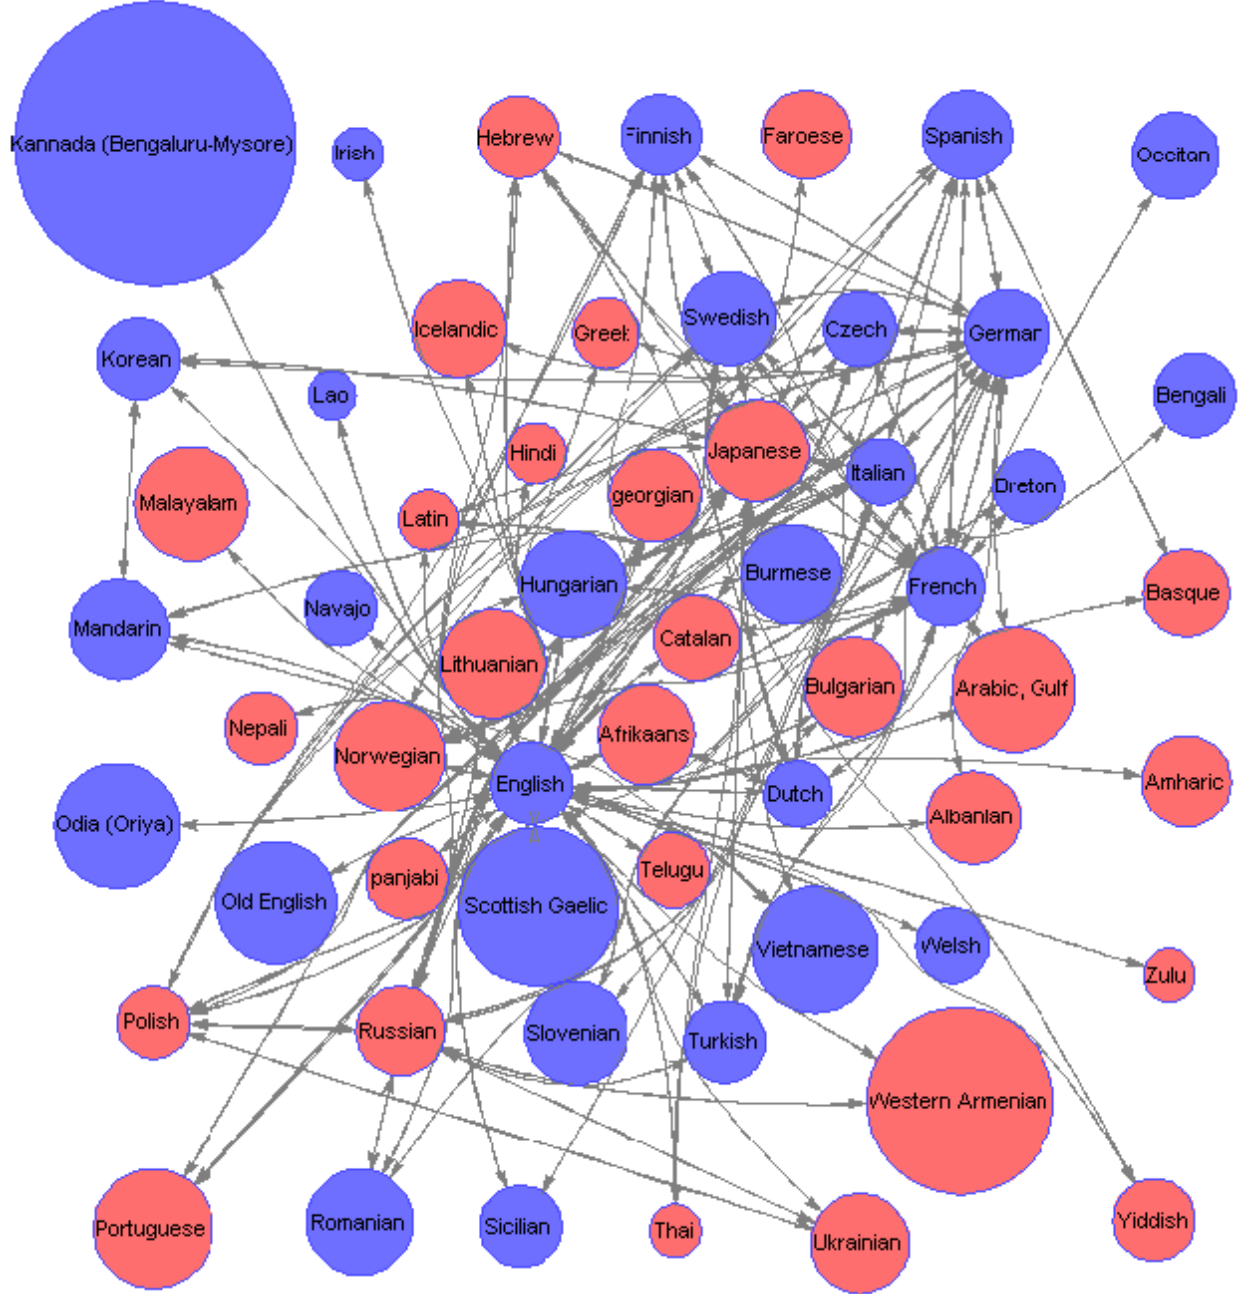 Kannada (Bengaluru-Mysore)
Irish
Hebrew
Finnish
Faroese
Spanish
Occitan
Icelandic
Greek
Swedish
Czech
German
Korean
Lao
Bengali
Hindi
Japanese
Italian
Malayalam
Latin
georgian
Dreton
Mandarin
Navajo
Hungarian
Burmese
French
Basque
Lithuanian
Catalan
Bulgarian
Arabic, Gulf
Nepali
Norwegian
Afrikaans
English
Dutch
Amharic
Odia (Oriya)
Albanian
panjabi
Telugu
Old English
Scottish Gaelic
Vietnamese
Welsh
Zulu
Polish
Russian
Slovenian
Turkish
Western Armenian
Portuguese
Romanian
Sicilian
Thai
Ukrainian
Yiddish